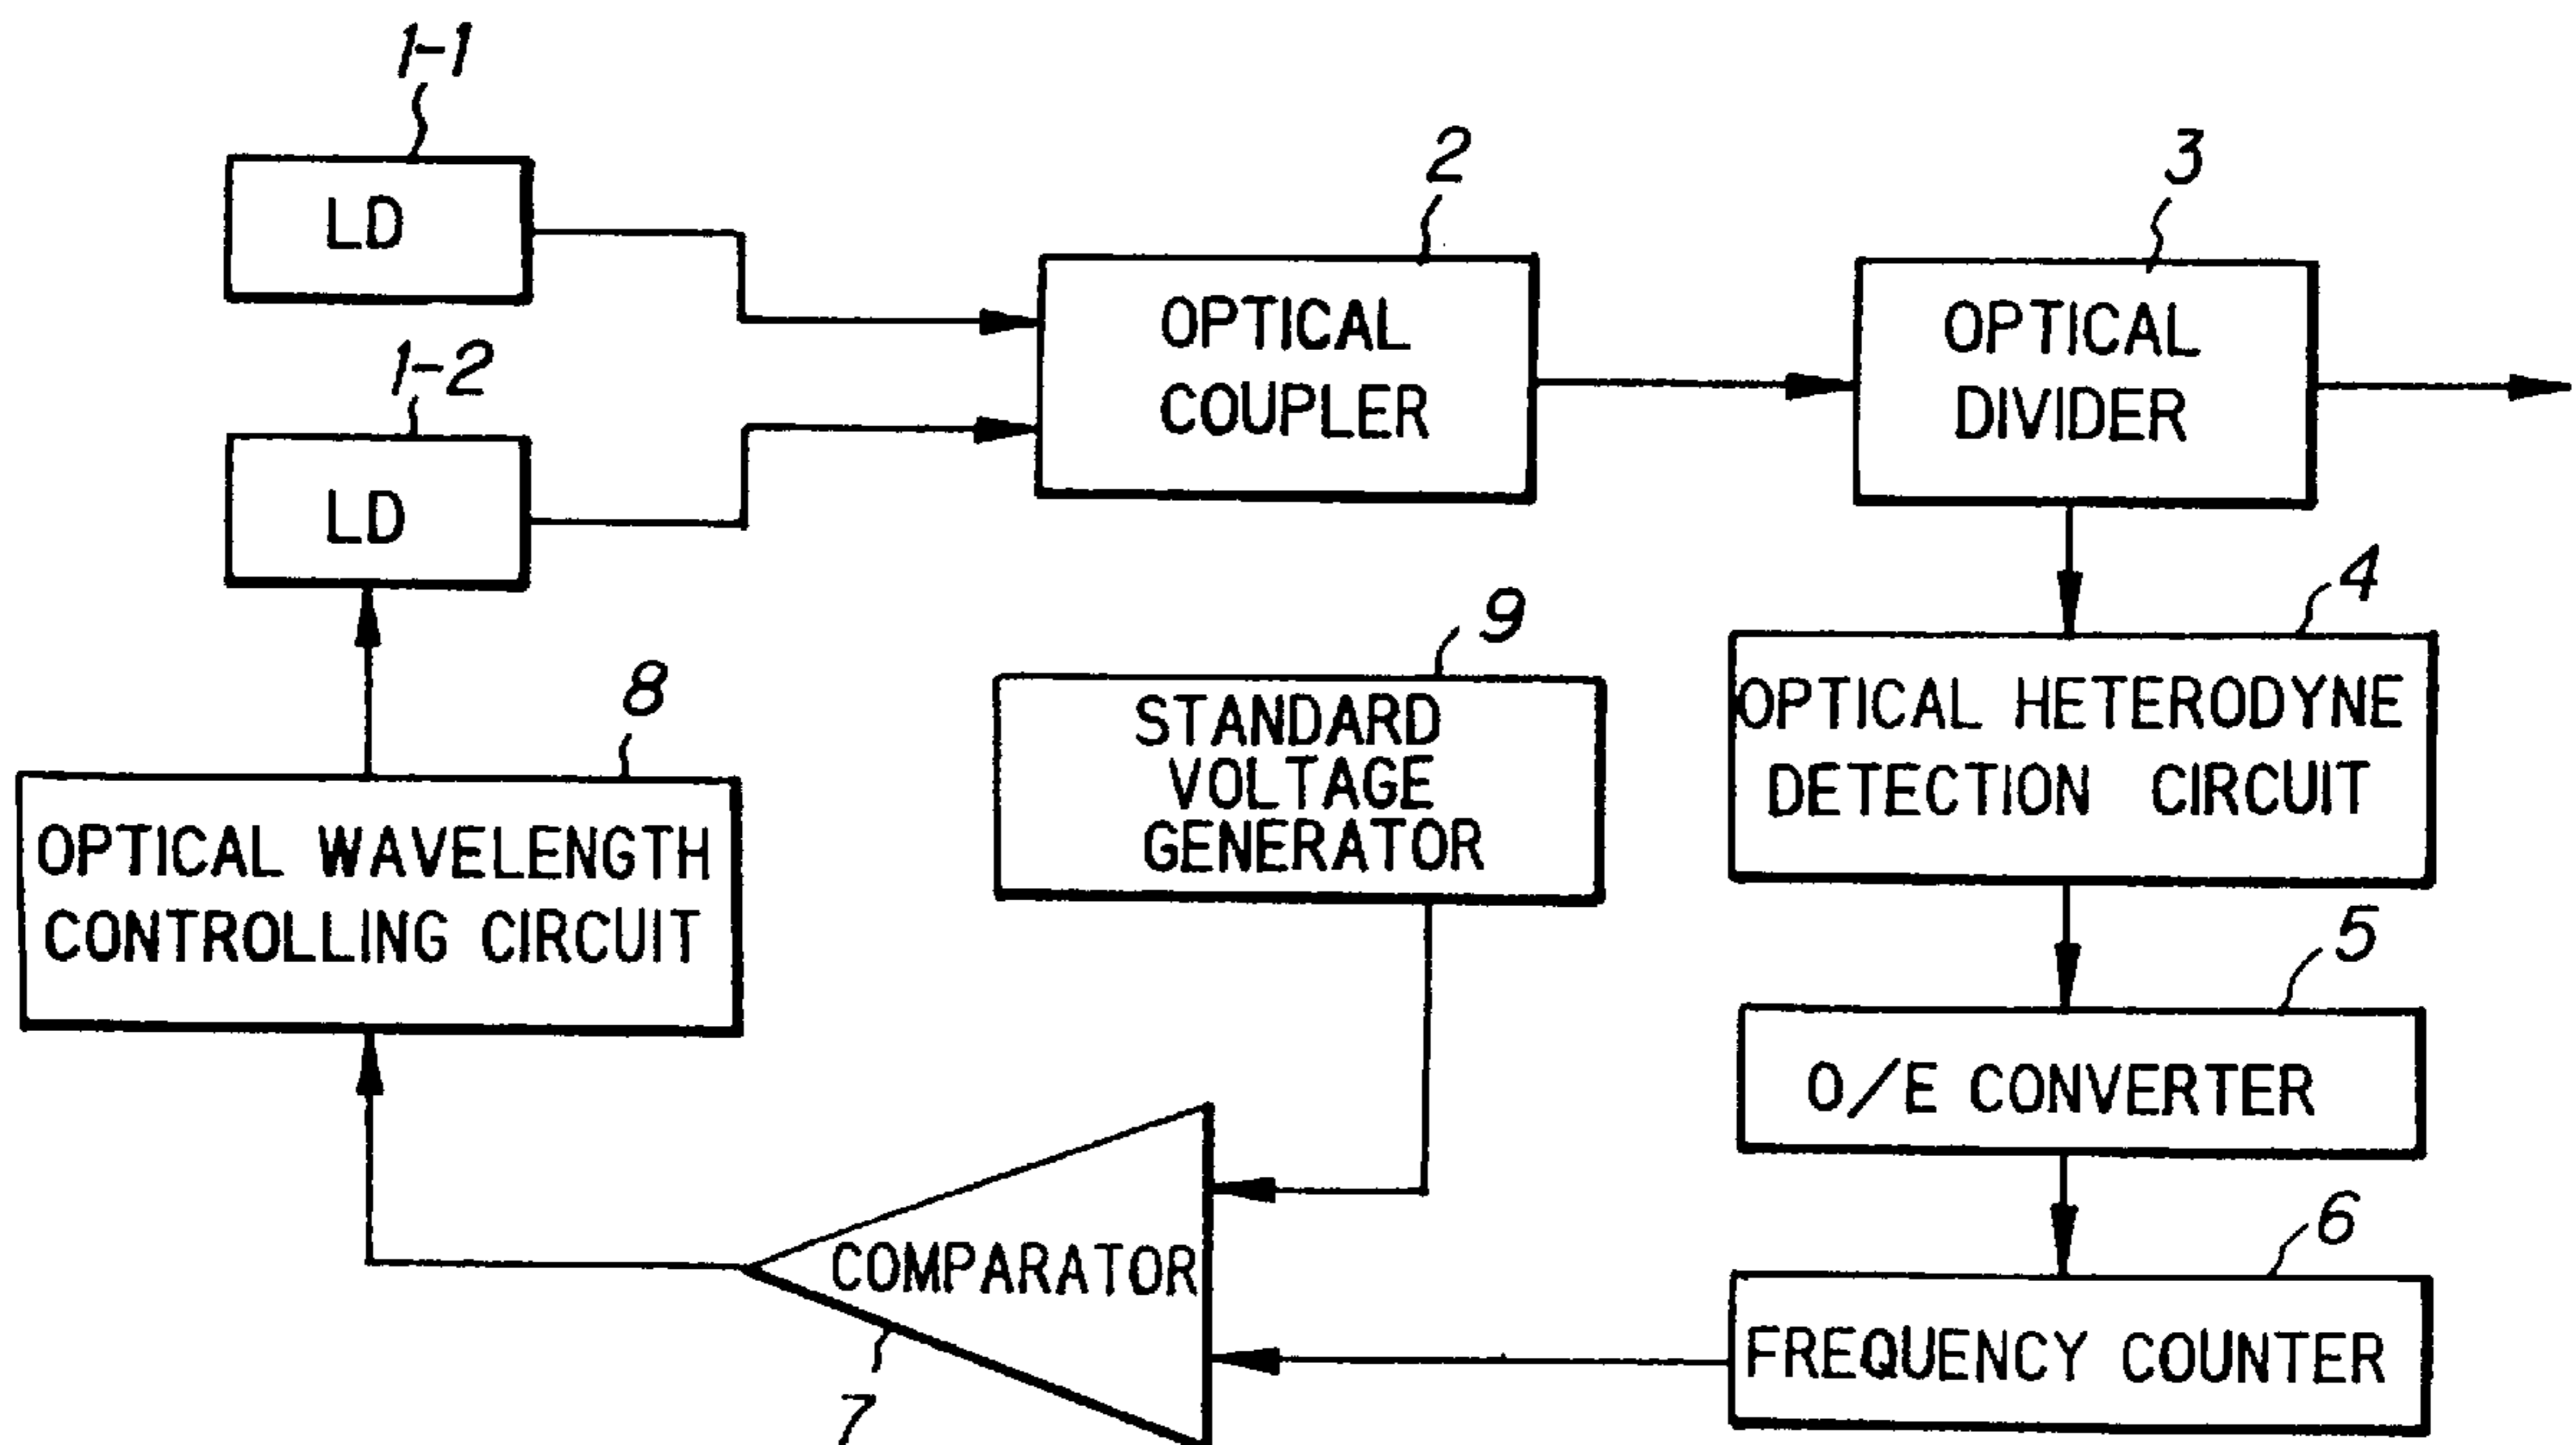 1-1
LD
1-2
LD
2
OPTICAL
COUPLER
3
OPTICAL
DIVIDER
4
OPTICAL HETERODYNE
DETECTION CIRCUIT
9
STANDARD
VOLTAGE
GENERATOR
8
OPTICAL WAVELENGTH
CONTROLLING CIRCUIT
5
O/E CONVERTER
6
FREQUENCY COUNTER
COMPARATOR
7